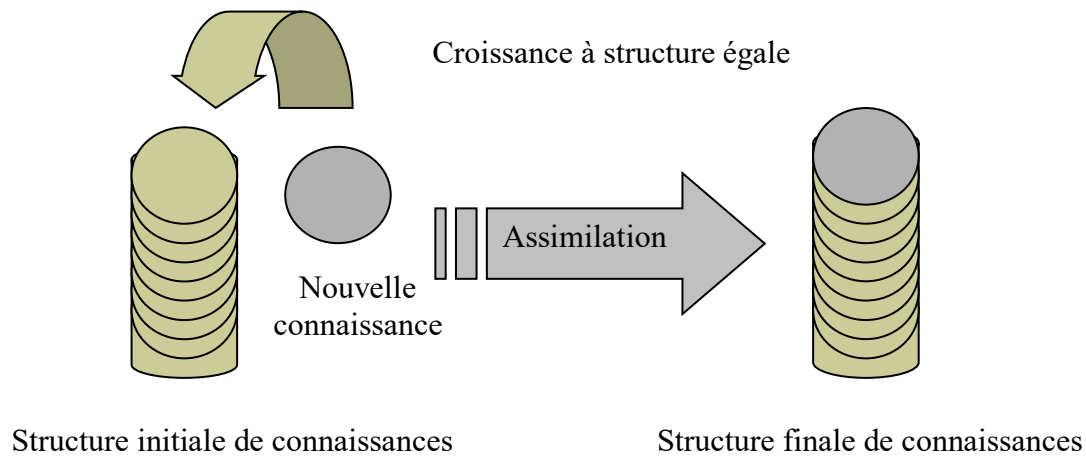 Croissance à structure égale
Assimilation
Nouvelle
connaissance
Structure initiale de connaissances
Structure finale de connaissances